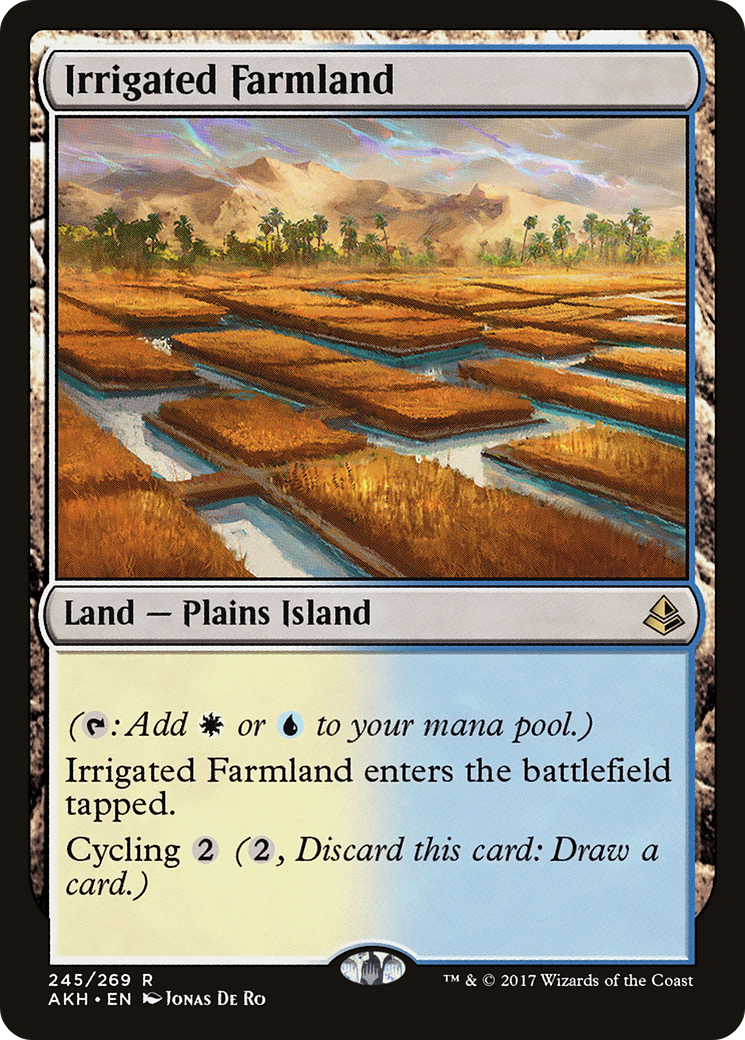 Irrigated Farmland
Land — Plains Island
(: Add or to your mana pool.)
Irrigated Farmland enters the battlefield
tapped.
Cycling 2 (2, Discard this card: Draw a
card.)
245/269 R
™ & © 2017 Wizards of the Coast
AKH • EN Jonas De Ro